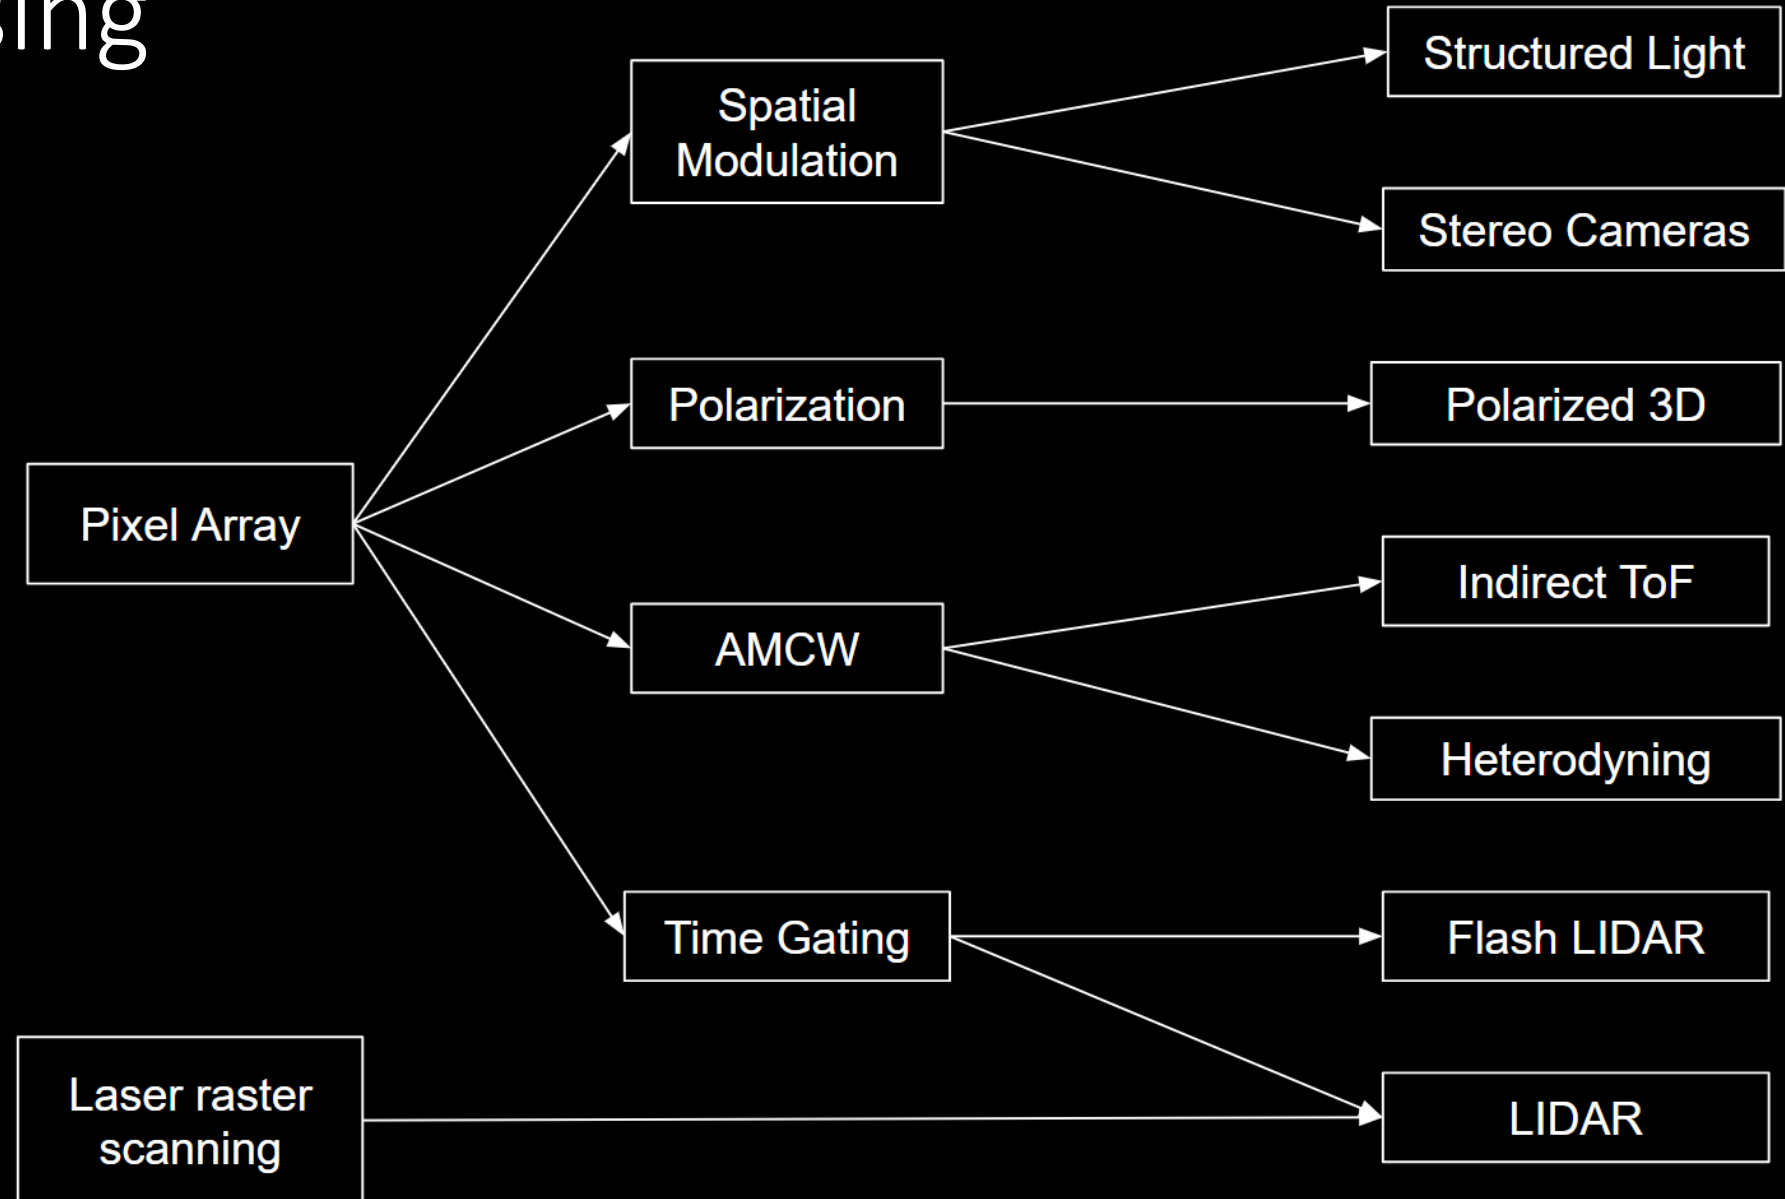 Structured Light
Spatial
Modulation
Stereo Cameras
Polarization
Polarized 3D
Pixel Array
Indirect ToF
AMCW
Heterodyning
Time Gating
Flash LIDAR
Laser raster
scanning
LIDAR